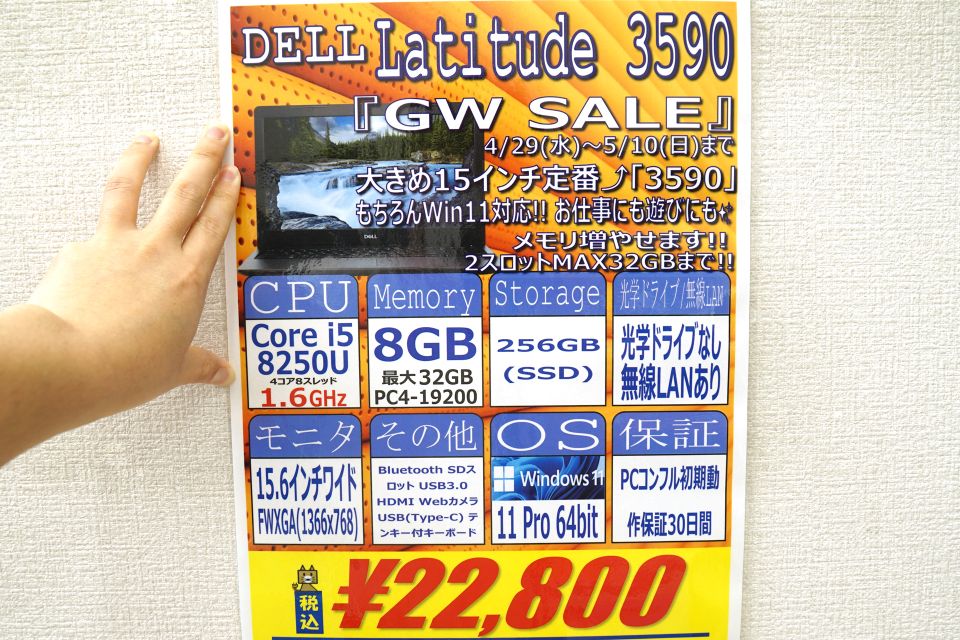 DELL Latitude 3590
『GW SALE』
4/29(水)～5/10(日)まで
大きめ15インチ定番⤴「3590」
もちろんWin11対応!! お仕事にも遊びにも
メモリ増やせます!!
2スロットMAX32GBまで!!
DELL
CPU
Core i5
8250U
4コア8スレッド
1.6GHz
Memory
8GB
最大32GB
PC4-19200
Storage
256GB
(SSD)
光学ドライブ/無線LAN
光学ドライブなし
無線LANあり
モニタ
15.6インチワイド
FWXGA(1366x768)
その他
Bluetooth SDス
ロット USB3.0
HDMI Webカメラ
USB(Type-C) テ
ンキー付キーボード
OS
Windows 11
11 Pro 64bit
保証
PCコンフル初期動
作保証30日間
税込
¥22,800